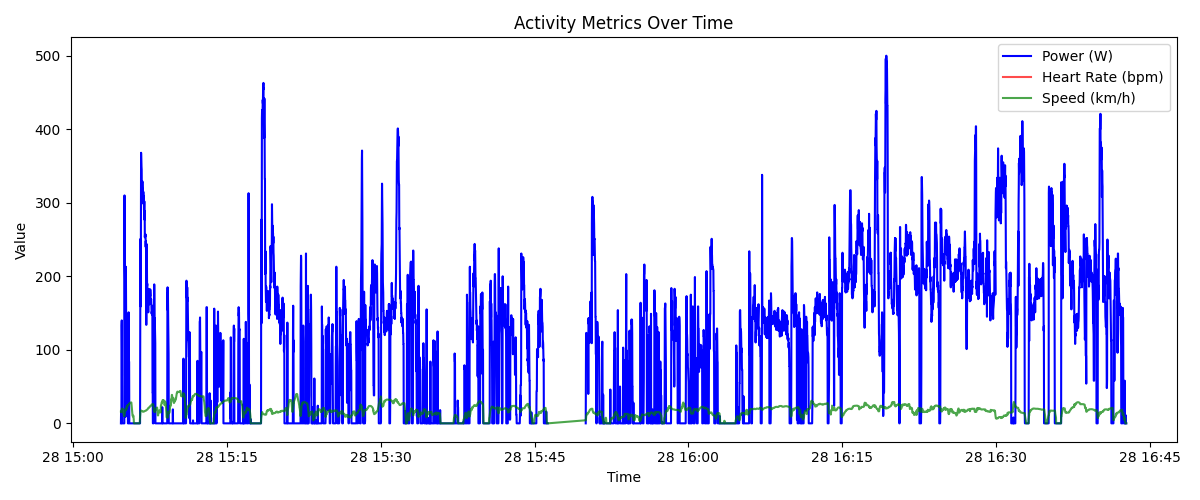 Activity Metrics Over Time
Power (W)
Heart Rate (bpm)
Speed (km/h)
Value
500
400
300
200
100
0
28 15:00
28 15:15
28 15:30
28 15:45
28 16:00
28 16:15
28 16:30
28 16:45
Time